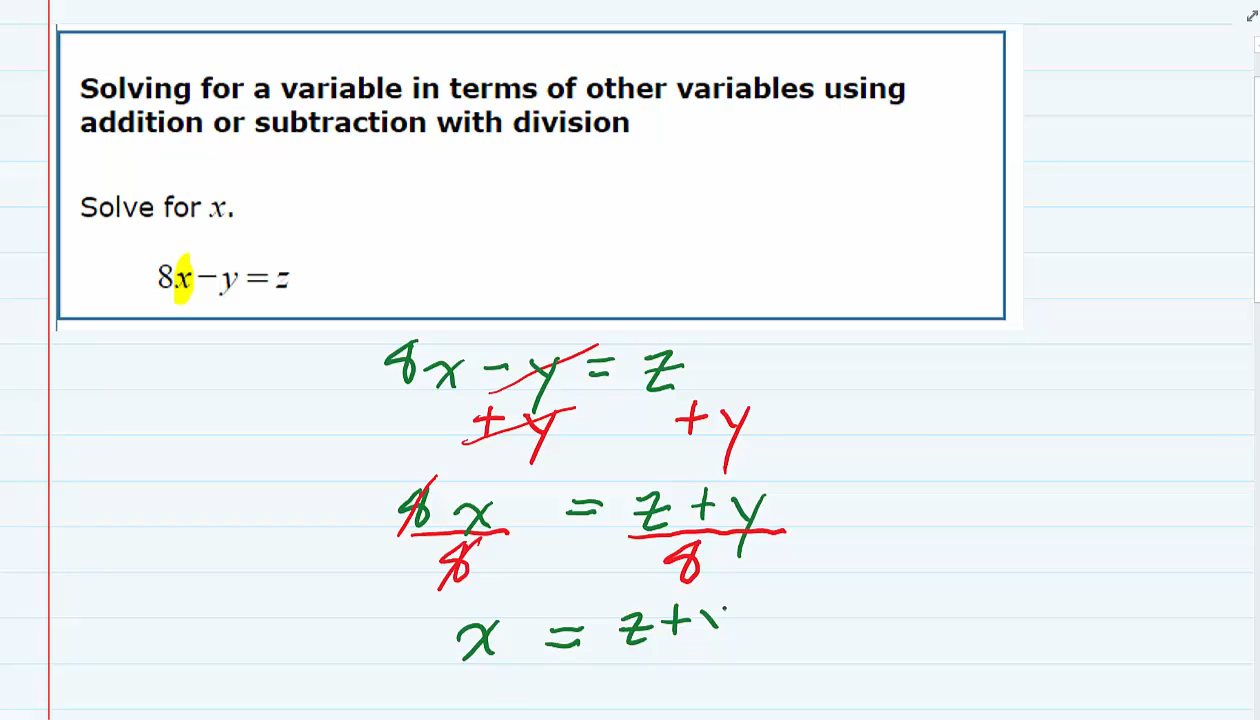 Solving for a variable in terms of other variables using
addition or subtraction with division
Solve for x.
8x−y=z
8x − y = z
+ y + y
8 x = z + y
8 8
x = z +